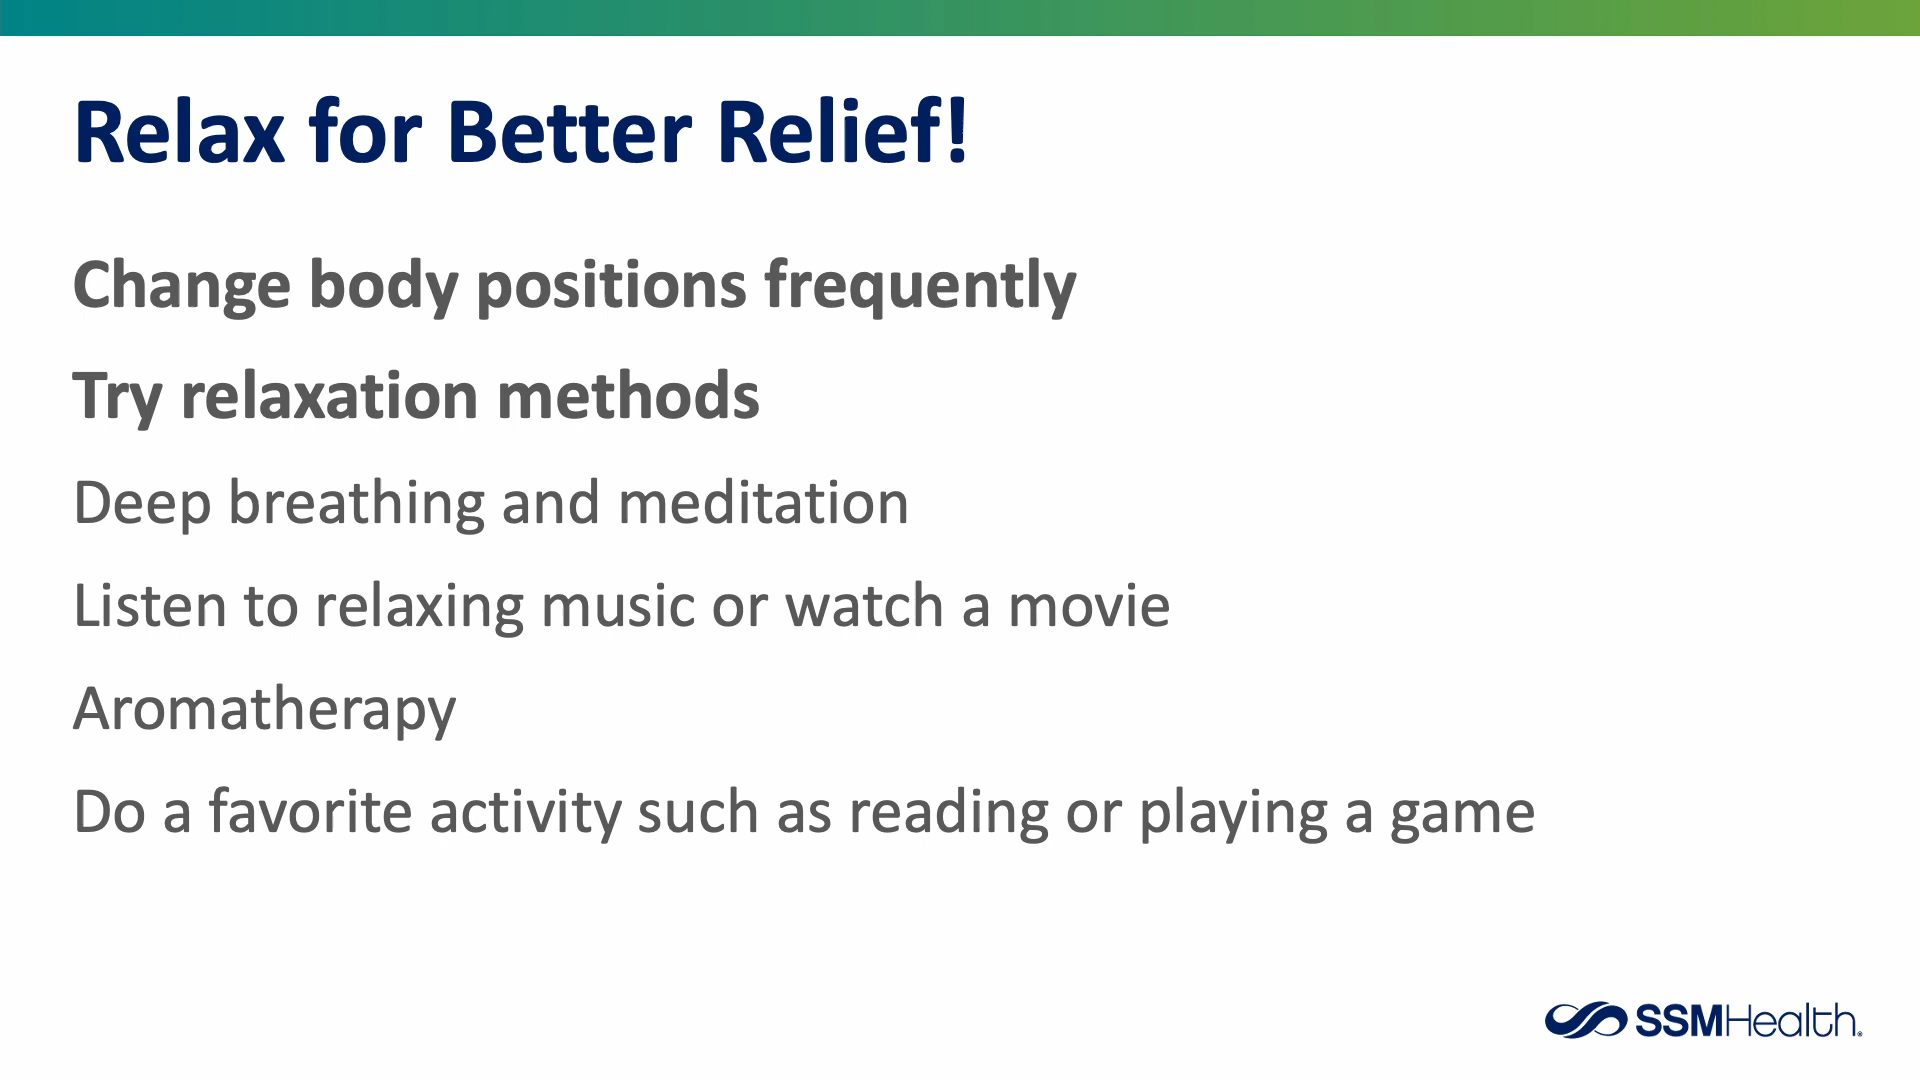 Relax for Better Relief!
Change body positions frequently
Try relaxation methods
Deep breathing and meditation
Listen to relaxing music or watch a movie
Aromatherapy
Do a favorite activity such as reading or playing a game
SSMHealth®